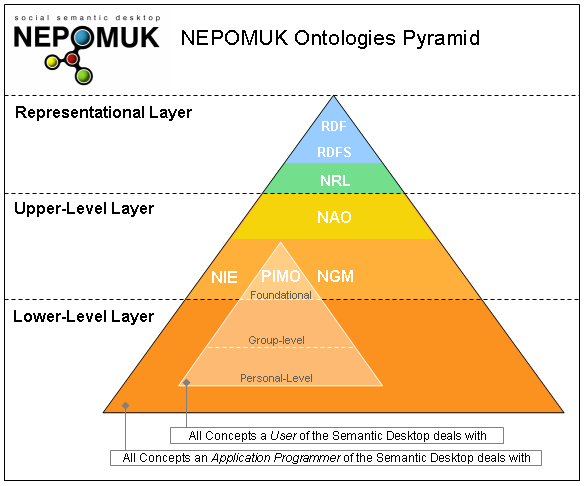 social semantic desktop
NEPOMUK
NEPOMUK Ontologies Pyramid
Representational Layer
RDF
RDFS
NRL
Upper-Level Layer
NAO
NIE PIMO NGM
Foundational
Lower-Level Layer
Group-level
Personal-Level
All Concepts a User of the Semantic Desktop deals with
All Concepts an Application Programmer of the Semantic Desktop deals with